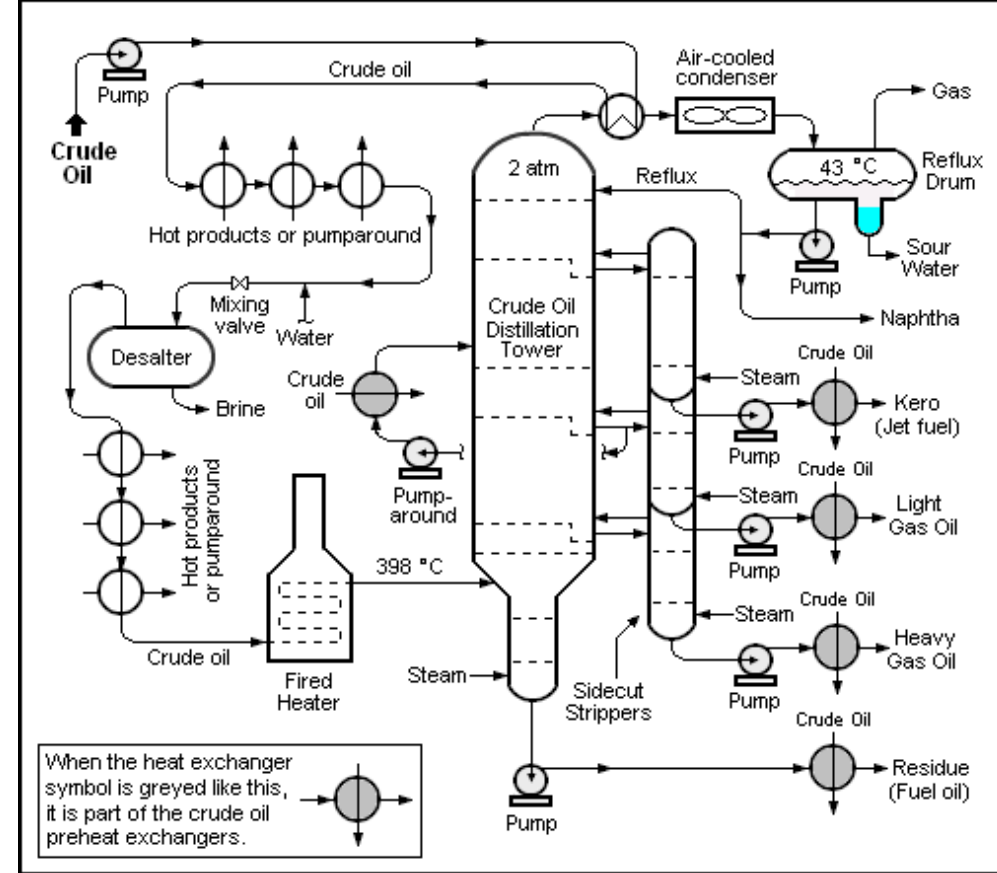 Pump
Crude
Oil
Crude oil
Air-cooled
condenser
Gas
2 atm
Reflux
43 °C
Reflux
Drum
Hot products or pumparound
Sour
Water
Pump
Mixing
valve
Water
Naphtha
Crude Oil
Distillation
Tower
Desalter
Brine
Crude
oil
Steam
Crude Oil
Kero
(Jet fuel)
Pump
Pump-
around
Hot products
or pumparound
Steam
Crude Oil
Light
Gas Oil
Pump
398 °C
Steam
Crude Oil
Heavy
Gas Oil
Pump
Crude oil
Fired
Heater
Steam
Sidecut
Strippers
Crude Oil
Residue
(Fuel oil)
Pump
When the heat exchanger
symbol is greyed like this,
it is part of the crude oil
preheat exchangers.